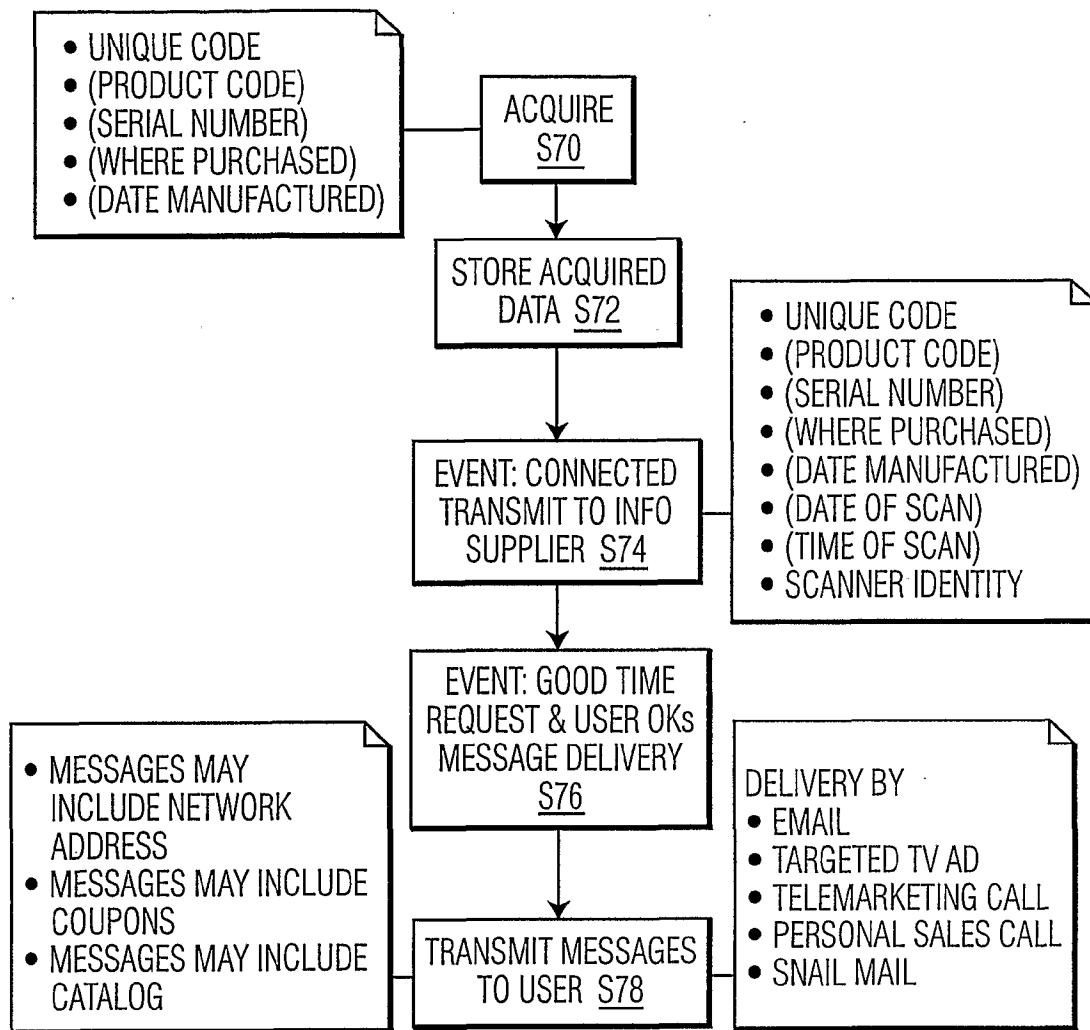 • UNIQUE CODE
• (PRODUCT CODE)
• (SERIAL NUMBER)
• (WHERE PURCHASED)
• (DATE MANUFACTURED)
ACQUIRE
S70
STORE ACQUIRED
DATA S72
EVENT: CONNECTED
TRANSMIT TO INFO
SUPPLIER S74
• UNIQUE CODE
• (PRODUCT CODE)
• (SERIAL NUMBER)
• (WHERE PURCHASED)
• (DATE MANUFACTURED)
• (DATE OF SCAN)
• (TIME OF SCAN)
• SCANNER IDENTITY
EVENT: GOOD TIME
REQUEST & USER OKs
MESSAGE DELIVERY
S76
• MESSAGES MAY
INCLUDE NETWORK
ADDRESS
• MESSAGES MAY INCLUDE
COUPONS
• MESSAGES MAY INCLUDE
CATALOG
TRANSMIT MESSAGES
TO USER S78
DELIVERY BY
• EMAIL
• TARGETED TV AD
• TELEMARKETING CALL
• PERSONAL SALES CALL
• SNAIL MAIL